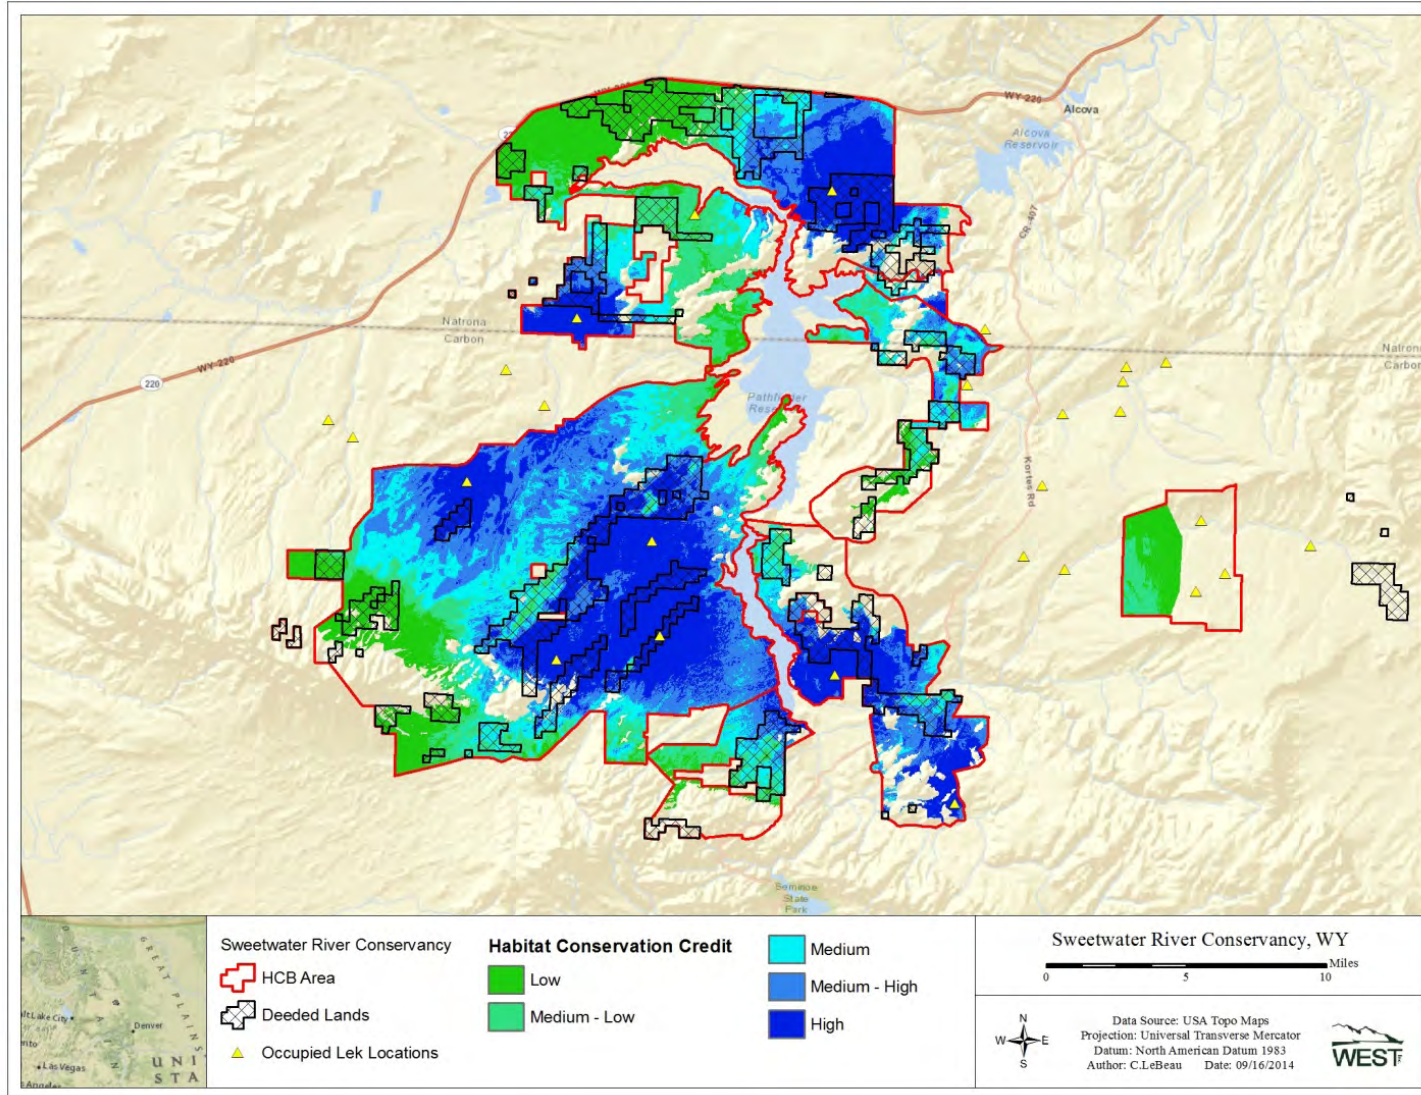 WY 220
Alcova
Alcova
Reservoir
CR-407
Natrona
Carbon
Natrona
Carbon
WY-220
220
Pathfinder
Kortes Rd
Seminoe
State
Park
Sweetwater River Conservancy
HCB Area
Deeded Lands
Occupied Lek Locations
Habitat Conservation Credit
Low
Medium - Low
Medium
Medium - High
High
Sweetwater River Conservancy, WY
Miles
0 5 10
N
W E
S
Data Source: USA Topo Maps
Projection: Universal Transverse Mercator
Datum: North American Datum 1983
Author: C.LeBeau Date: 09/16/2014
WEST
GREAT PLAINS
Lake City
Denver
Las Vegas
Angeles
UNI
STA